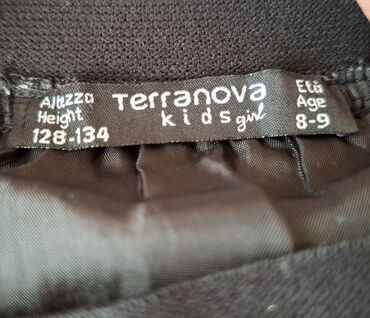 Altezza
Height
128-134
Terranova
kids girl
Età
Age
8-9